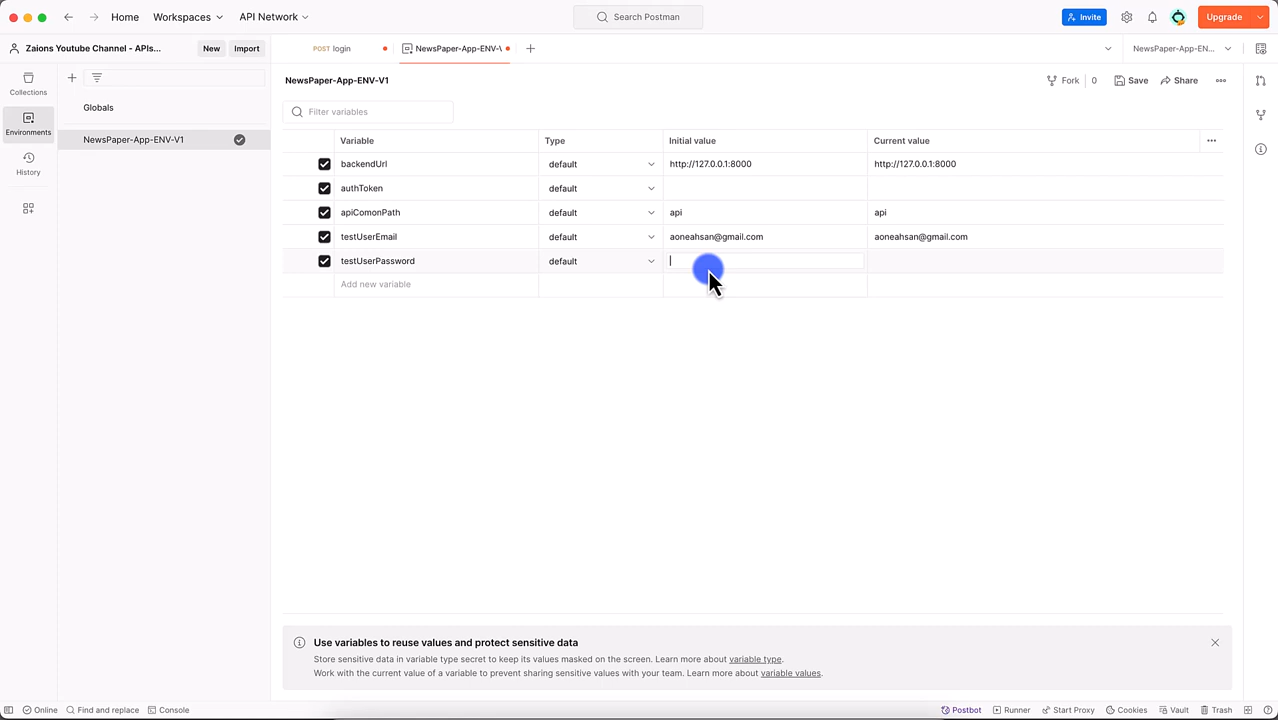 Home Workspaces API Network Search Postman Invite Upgrade
Zaions Youtube Channel - APIs... New Import POST login NewsPaper-App-ENV-\ NewsPaper-App-EN...
Collections
Environments
History
Globals
NewsPaper-App-ENV-V1
NewsPaper-App-ENV-V1 Fork 0 Save Share
Filter variables
Variable Type Initial value Current value
backendUrl default http://127.0.0.1:8000 http://127.0.0.1:8000
authToken default
apiComonPath default api api
testUserEmail default aoneahsan@gmail.com aoneahsan@gmail.com
testUserPassword default
Add new variable
Use variables to reuse values and protect sensitive data
Store sensitive data in variable type secret to keep its values masked on the screen. Learn more about variable type.
Work with the current value of a variable to prevent sharing sensitive values with your team. Learn more about variable values.
Online Find and replace Console Postbot Runner Start Proxy Cookies Vault Trash